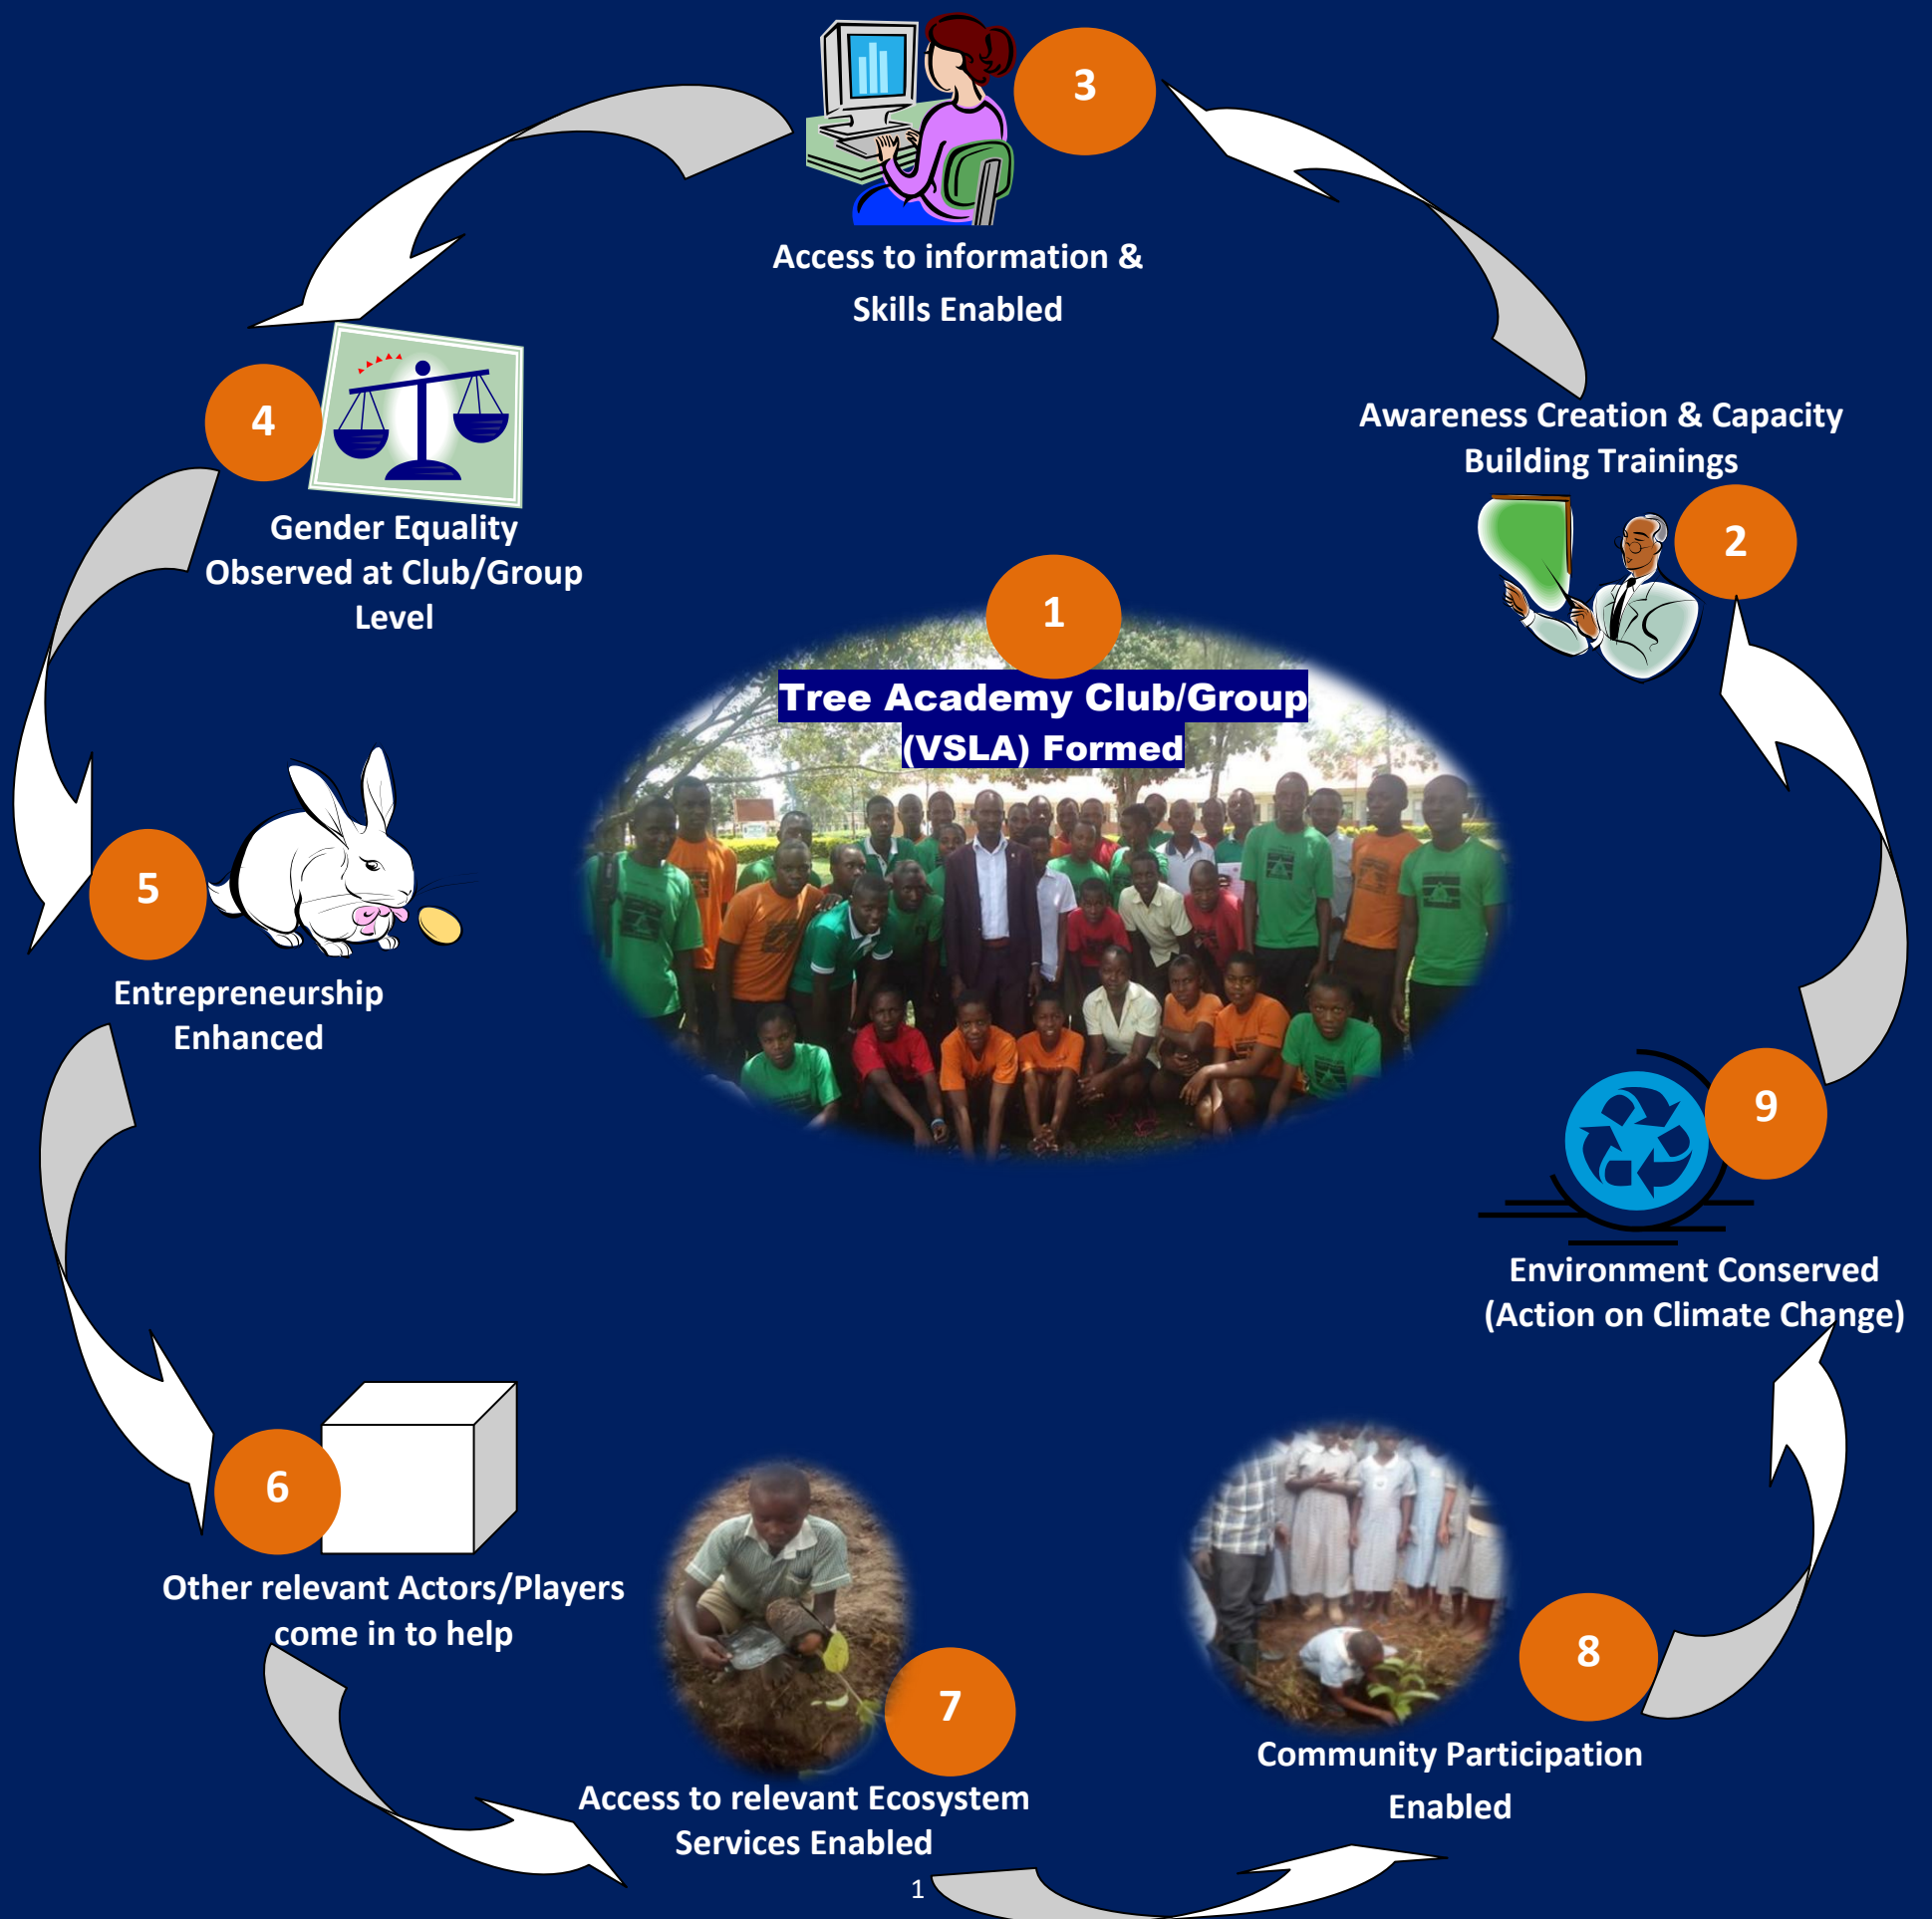 1
Tree Academy Club/Group
(VSLA) Formed
2
Awareness Creation & Capacity
Building Trainings
3
Access to information &
Skills Enabled
4
Gender Equality
Observed at Club/Group
Level
5
Entrepreneurship
Enhanced
6
Other relevant Actors/Players
come in to help
7
Access to relevant Ecosystem
Services Enabled
8
Community Participation
Enabled
9
Environment Conserved
(Action on Climate Change)
1